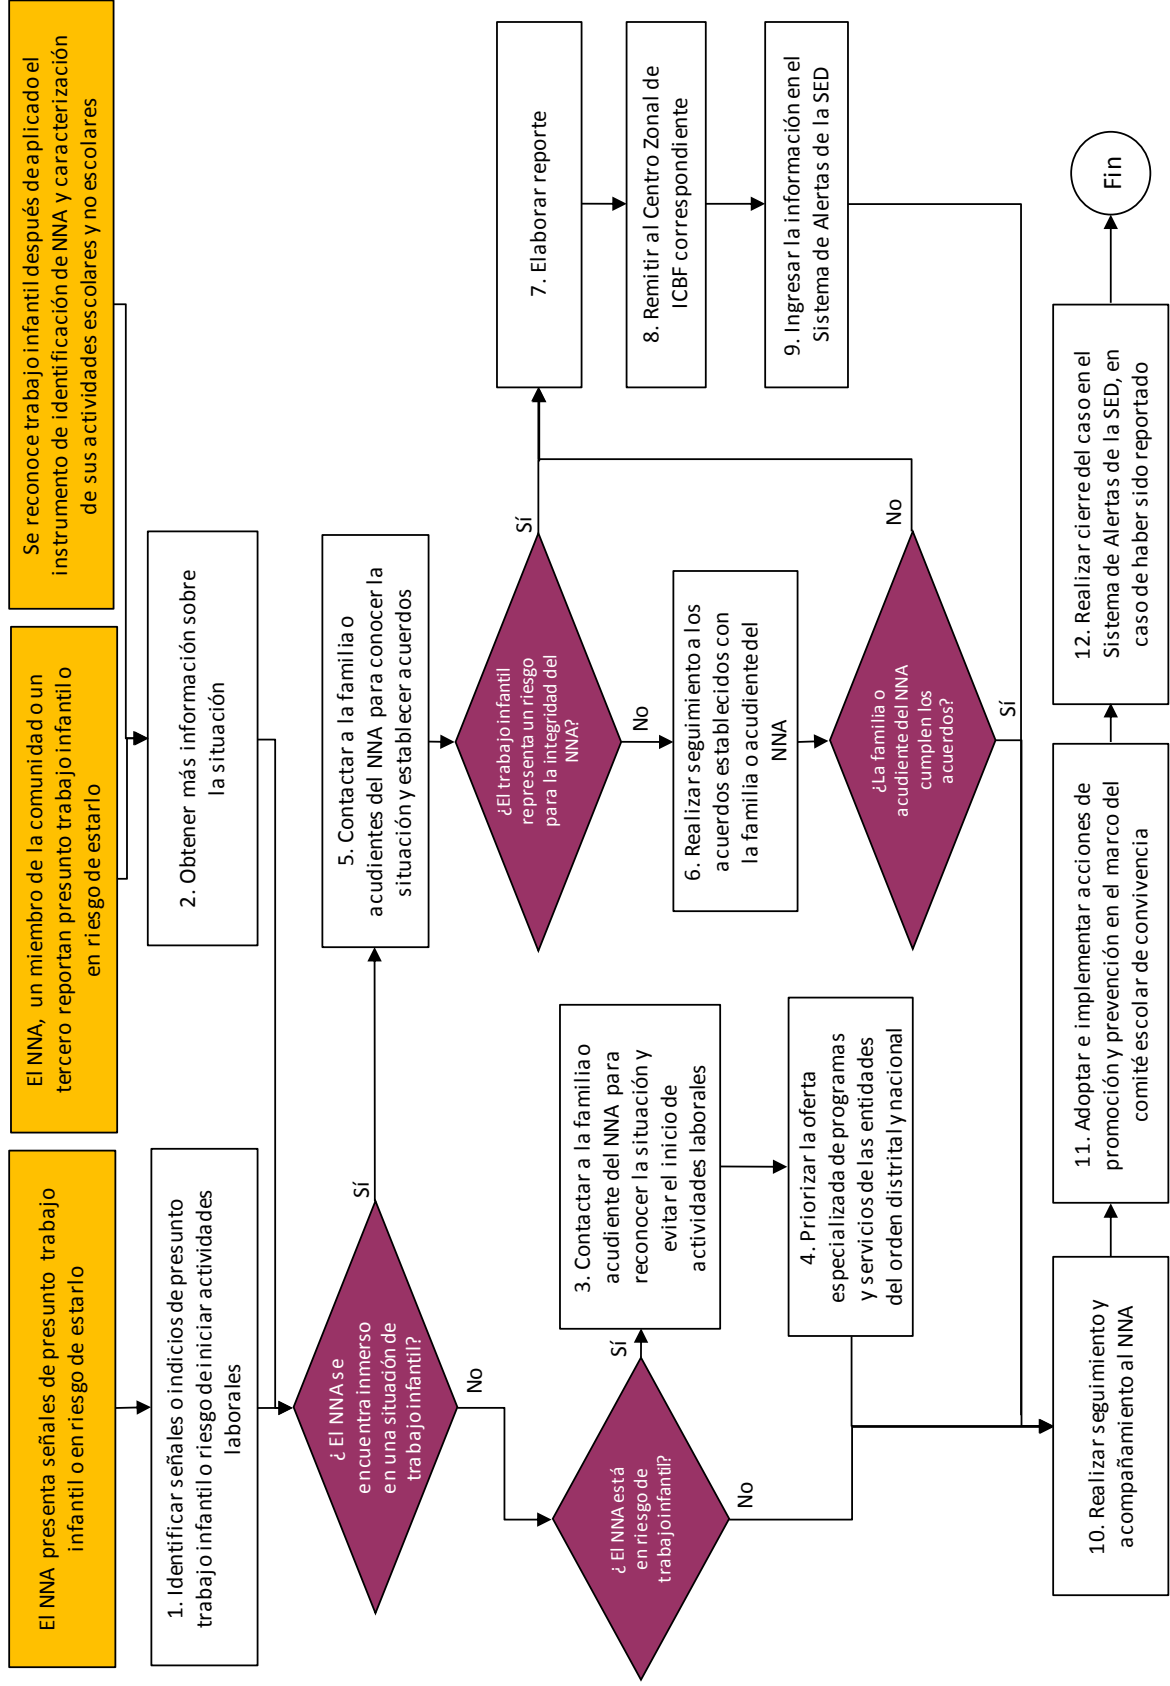 El NNA presenta señales de presunto trabajo
infantil o en riesgo de estarlo
El NNA, un miembro de la comunidad o un
tercero reportan presunto trabajo infantil o
en riesgo de estarlo
Se reconoce trabajo infantil después de aplicado el
instrumento de identificación de NNA y caracterización
de sus actividades escolares y no escolares
1. Identificar señales o indicios de presunto
trabajo infantil o riesgo de iniciar actividades
laborales
2. Obtener más información sobre
la situación
¿ El NNA se
encuentra inmerso
en una situación de
trabajo infantil?
Sí
No
5. Contactar a la familia o
acudientes del NNA para conocer la
situación y establecer acuerdos
¿El trabajo infantil
representa un riesgo
para la integridad del
NNA?
Sí
No
7. Elaborar reporte
¿ El NNA está
en riesgo de
trabajo infantil?
Sí
No
3. Contactar a la familia o
acudiente del NNA para
reconocer la situación y
evitar el inicio de
actividades laborales
6. Realizar seguimiento a los
acuerdos establecidos con
la familia o acudiente del
NNA
8. Remitir al Centro Zonal de
ICBF correspondiente
4. Priorizar la oferta
especializada de programas
y servicios de las entidades
del orden distrital y nacional
¿La familia o
acudiente del NNA
cumplen los
acuerdos?
No
Sí
9. Ingresar la información en el
Sistema de Alertas de la SED
10. Realizar seguimiento y
acompañamiento al NNA
11. Adoptar e implementar acciones de
promoción y prevención en el marco del
comité escolar de convivencia
12. Realizar cierre del caso en el
Sistema de Alertas de la SED, en
caso de haber sido reportado
Fin